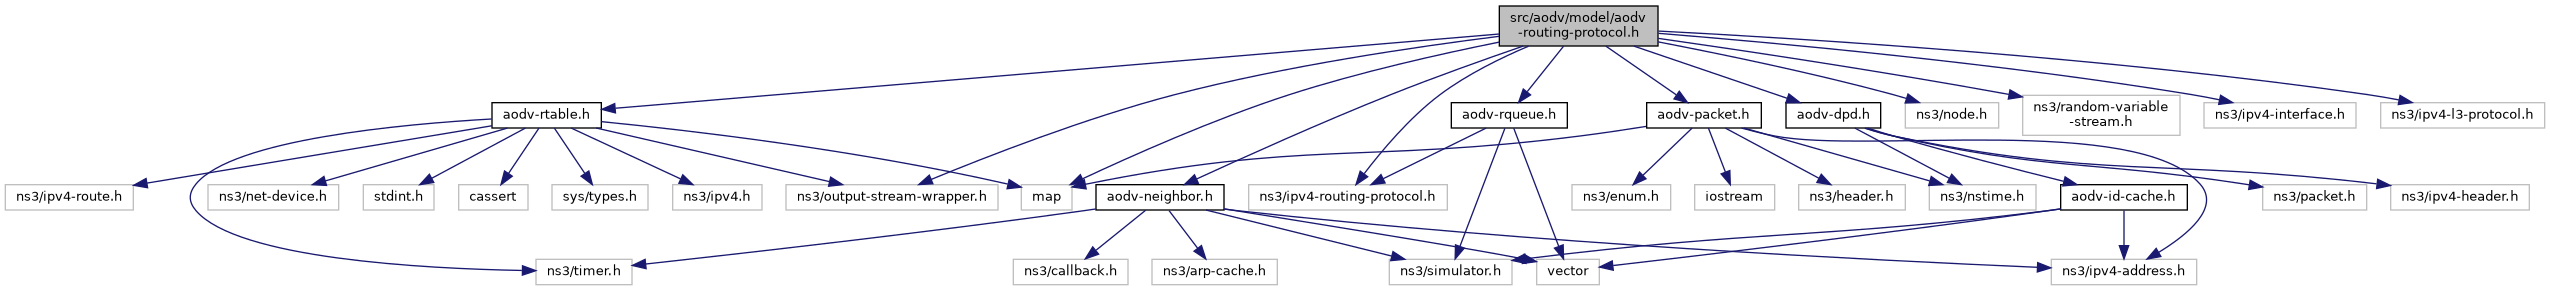 src/aodv/model/aodv
-routing-protocol.h
aodv-rtable.h
aodv-rqueue.h
aodv-packet.h
aodv-dpd.h
ns3/node.h
ns3/random-variable
-stream.h
ns3/ipv4-interface.h
ns3/ipv4-l3-protocol.h
ns3/ipv4-route.h
ns3/net-device.h
stdint.h
cassert
sys/types.h
ns3/ipv4.h
ns3/output-stream-wrapper.h
map
aodv-neighbor.h
ns3/ipv4-routing-protocol.h
ns3/enum.h
iostream
ns3/header.h
ns3/nstime.h
aodv-id-cache.h
ns3/packet.h
ns3/ipv4-header.h
ns3/timer.h
ns3/callback.h
ns3/arp-cache.h
ns3/simulator.h
vector
ns3/ipv4-address.h